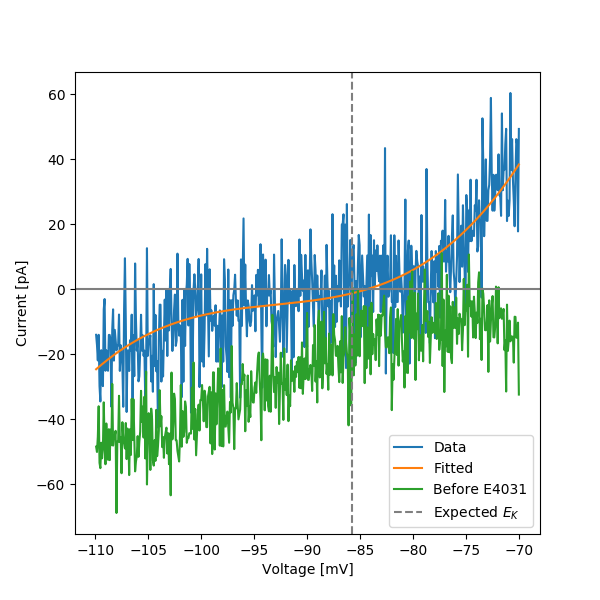 60
40
20
0
−20
−40
−60
Current [pA]
Data
Fitted
Before E4031
Expected E_K
−110 −105 −100 −95 −90 −85 −80 −75 −70
Voltage [mV]